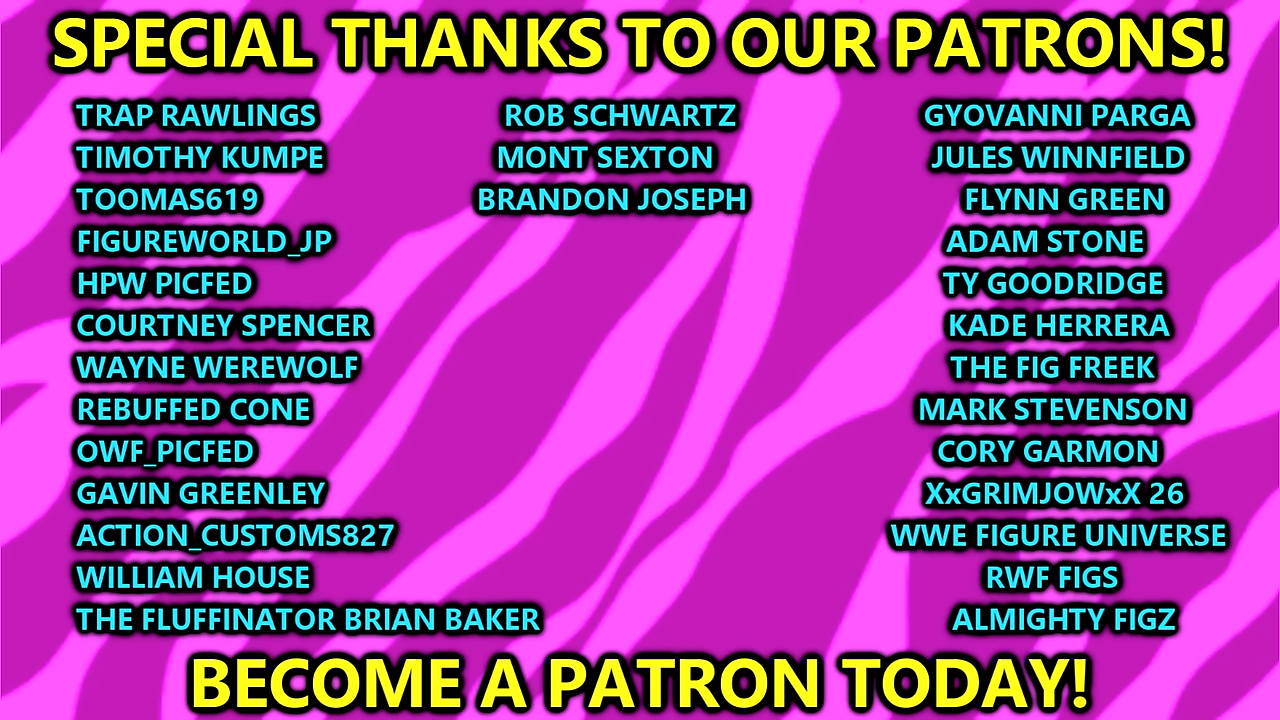 SPECIAL THANKS TO OUR PATRONS!
TRAP RAWLINGS
TIMOTHY KUMPE
TOOMAS619
FIGUREWORLD_JP
HPW PICFED
COURTNEY SPENCER
WAYNE WEREWOLF
REBUFFED CONE
OWF_PICFED
GAVIN GREENLEY
ACTION_CUSTOMS827
WILLIAM HOUSE
THE FLUFFINATOR BRIAN BAKER
ROB SCHWARTZ
MONT SEXTON
BRANDON JOSEPH
GYOVANNI PARGA
JULES WINNFIELD
FLYNN GREEN
ADAM STONE
TY GOODRIDGE
KADE HERRERA
THE FIG FREEK
MARK STEVENSON
CORY GARMON
XxGRIMJOWxX 26
WWE FIGURE UNIVERSE
RWF FIGS
ALMIGHTY FIGZ
BECOME A PATRON TODAY!